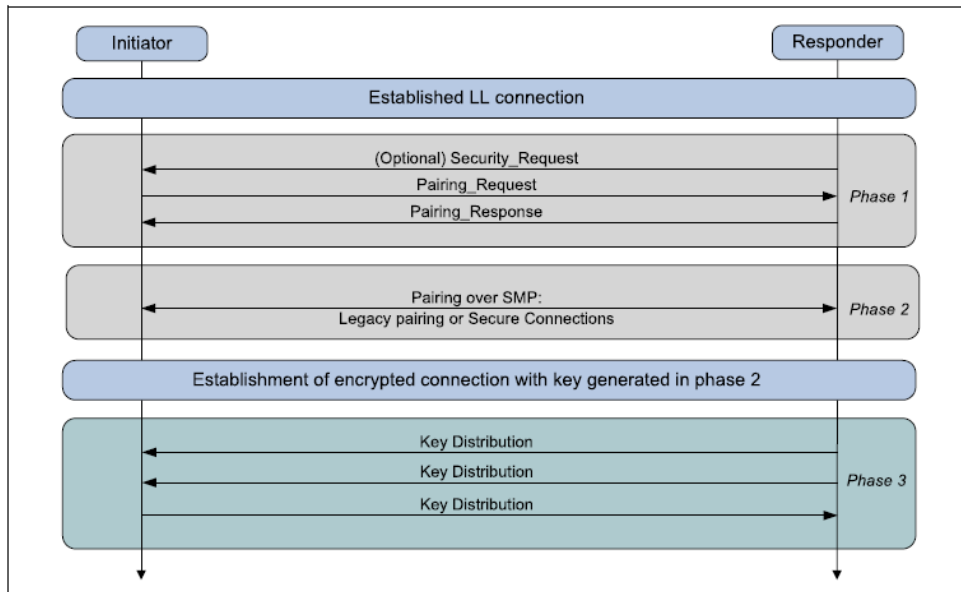 Initiator
Responder
Established LL connection
(Optional) Security_Request
Pairing_Request
Phase 1
Pairing_Response
Pairing over SMP:
Phase 2
Legacy pairing or Secure Connections
Establishment of encrypted connection with key generated in phase 2
Key Distribution
Key Distribution
Phase 3
Key Distribution